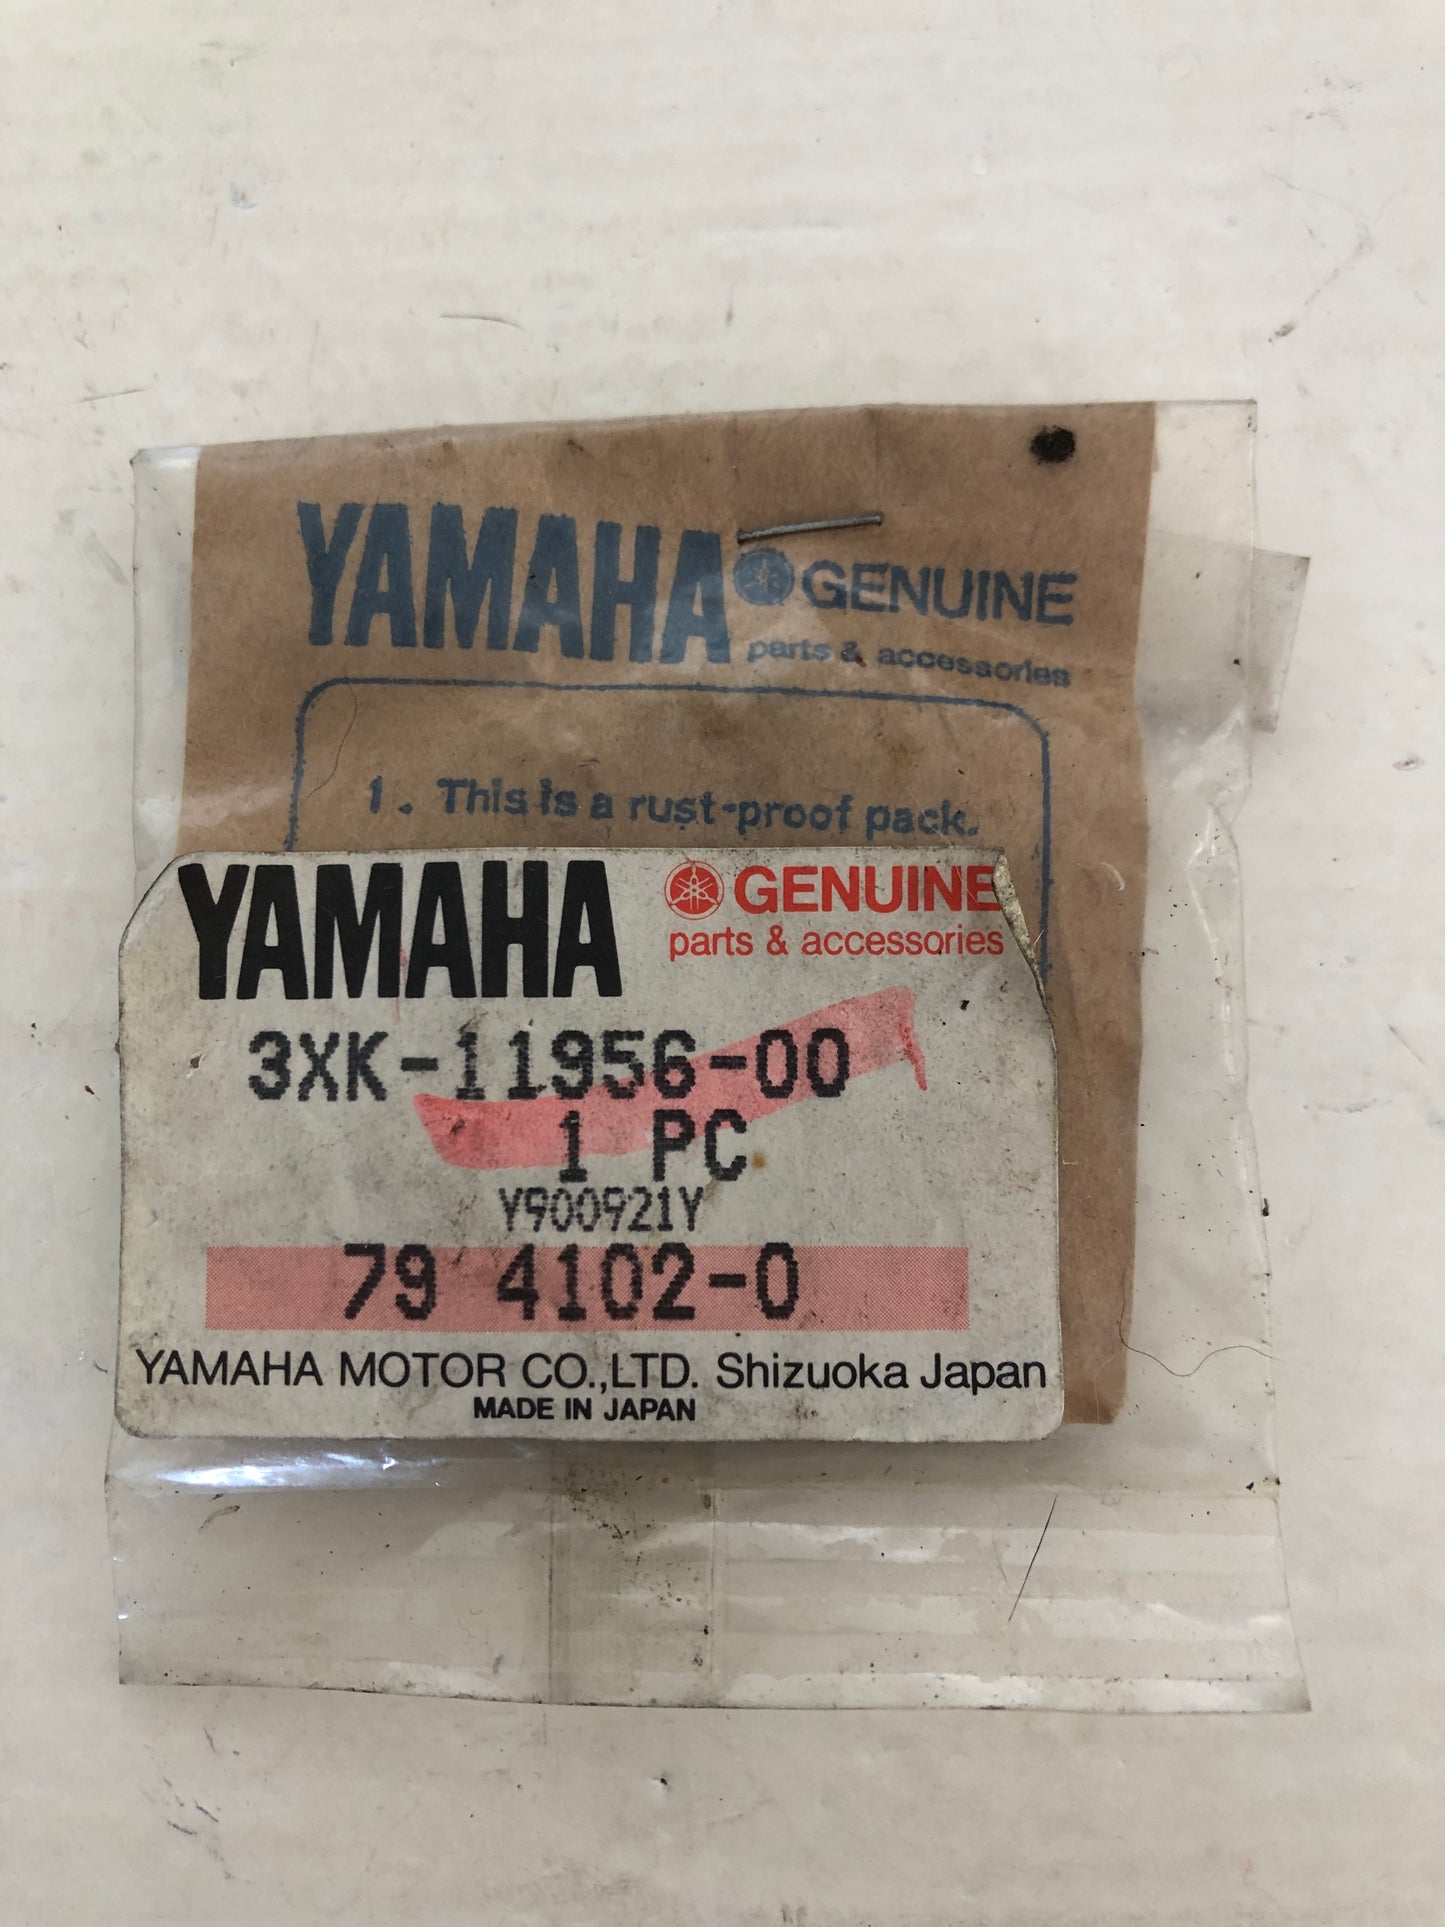 YAMAHA GENUINE
parts & accessories
1. This is a rust-proof pack.
YAMAHA GENUINE
parts & accessories
3XK-11956-00
1 PC
Y900921Y
79 4102-0
YAMAHA MOTOR CO.,LTD. Shizuoka Japan
MADE IN JAPAN